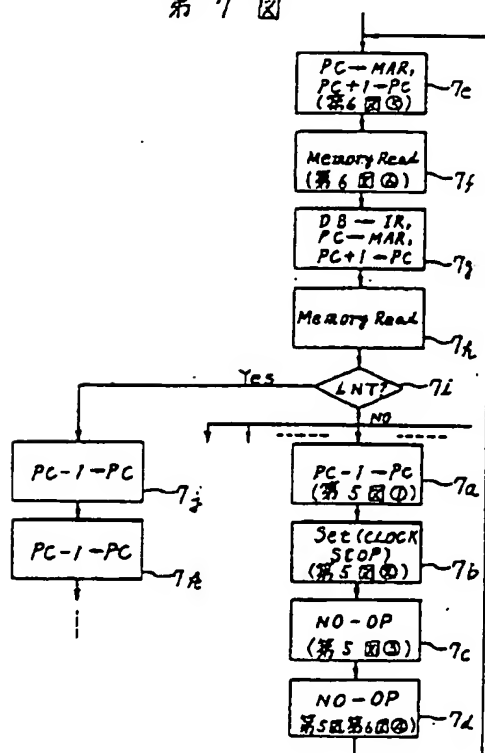 第 7 図
PC→MAR,
PC+1→PC
(第6図③)
7e
Memory Read
(第6図④)
7f
DB→IR,
PC→MAR,
PC+1→PC
7g
Memory Read
7h
INT?
7i
Yes
NO
PC-1→PC
7j
PC-1→PC
7k
PC-1→PC
(第5図①)
7a
Set(CLOCK
STOP)
(第5図②)
7b
NO-OP
(第5図③)
7c
NO-OP
第5図第6図④
7d